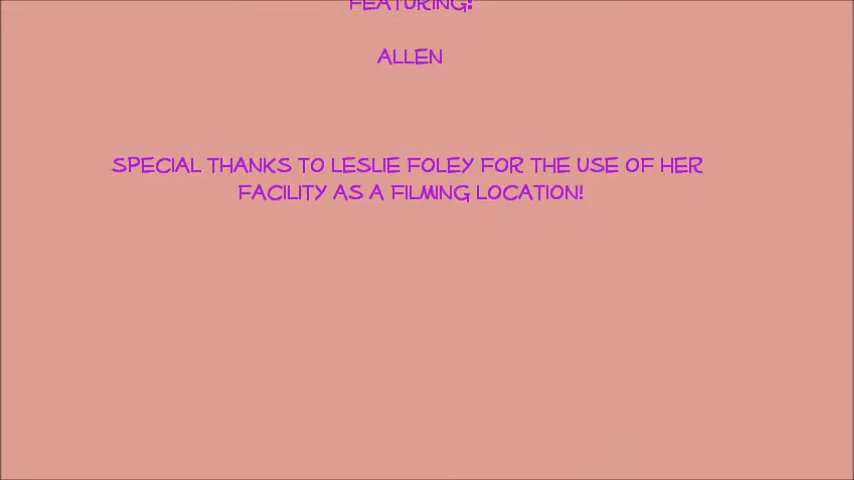 FEATURING:
ALLEN
SPECIAL THANKS TO LESLIE FOLEY FOR THE USE OF HER
FACILITY AS A FILMING LOCATION!